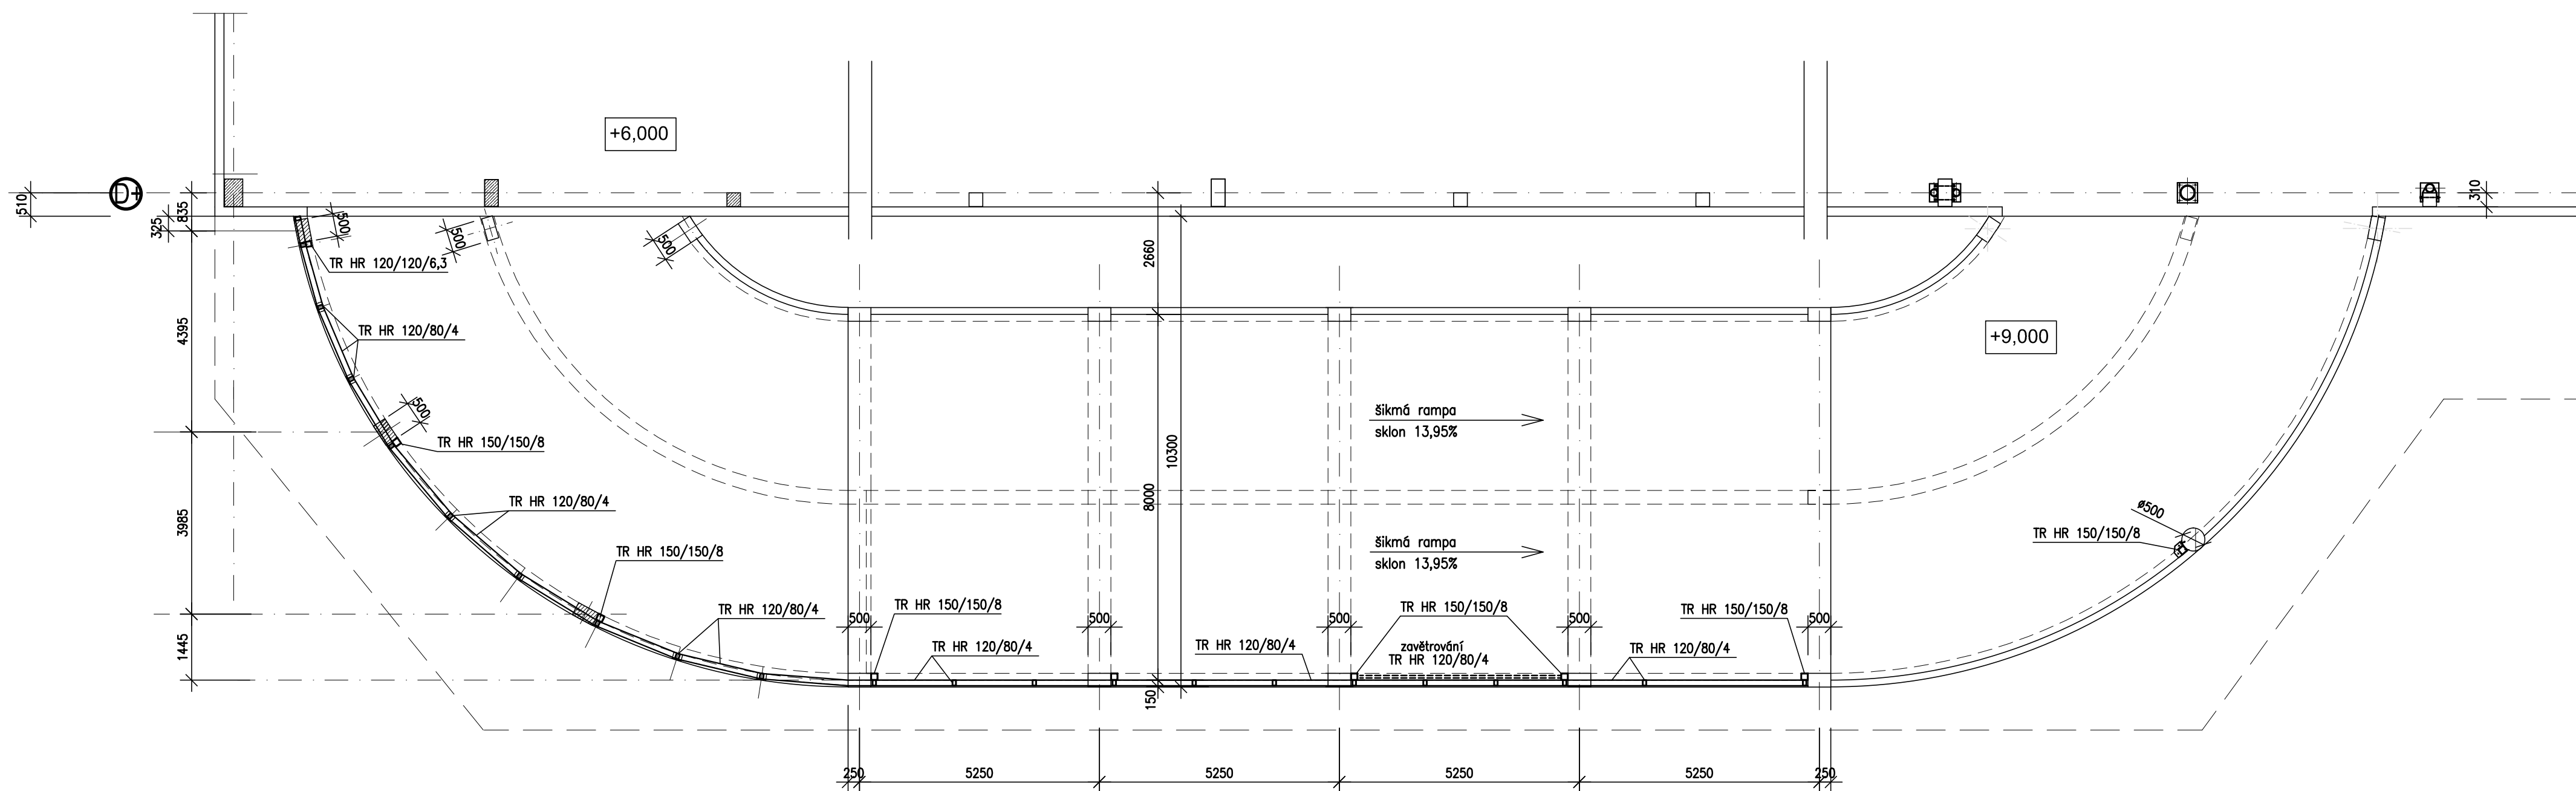 +6,000
D+
510
835
325
310
500
500
500
TR HR 120/120/6,3
2660
TR HR 120/80/4
4395
+9,000
500
TR HR 150/150/8
šikmá rampa
sklon 13,95%
10300
8000
TR HR 120/80/4
3985
ø500
TR HR 150/150/8
šikmá rampa
sklon 13,95%
TR HR 150/150/8
TR HR 120/80/4
TR HR 150/150/8
TR HR 150/150/8
TR HR 150/150/8
500
500
500
500
500
1445
TR HR 120/80/4
TR HR 120/80/4
zavětrování
TR HR 120/80/4
TR HR 120/80/4
150
250
5250
5250
5250
5250
250